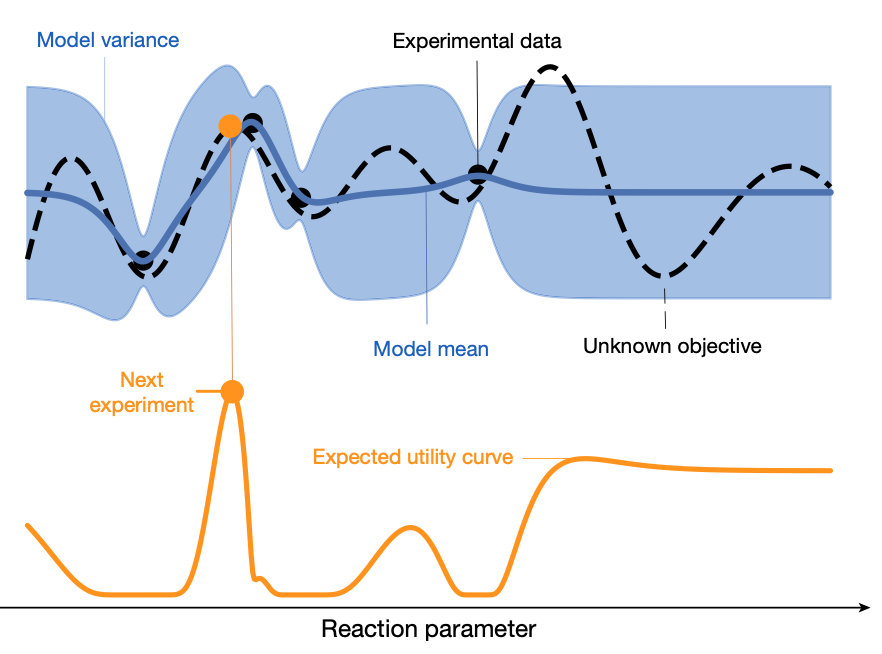 Model variance
Experimental data
Model mean
Unknown objective
Next
experiment
Expected utility curve
Reaction parameter